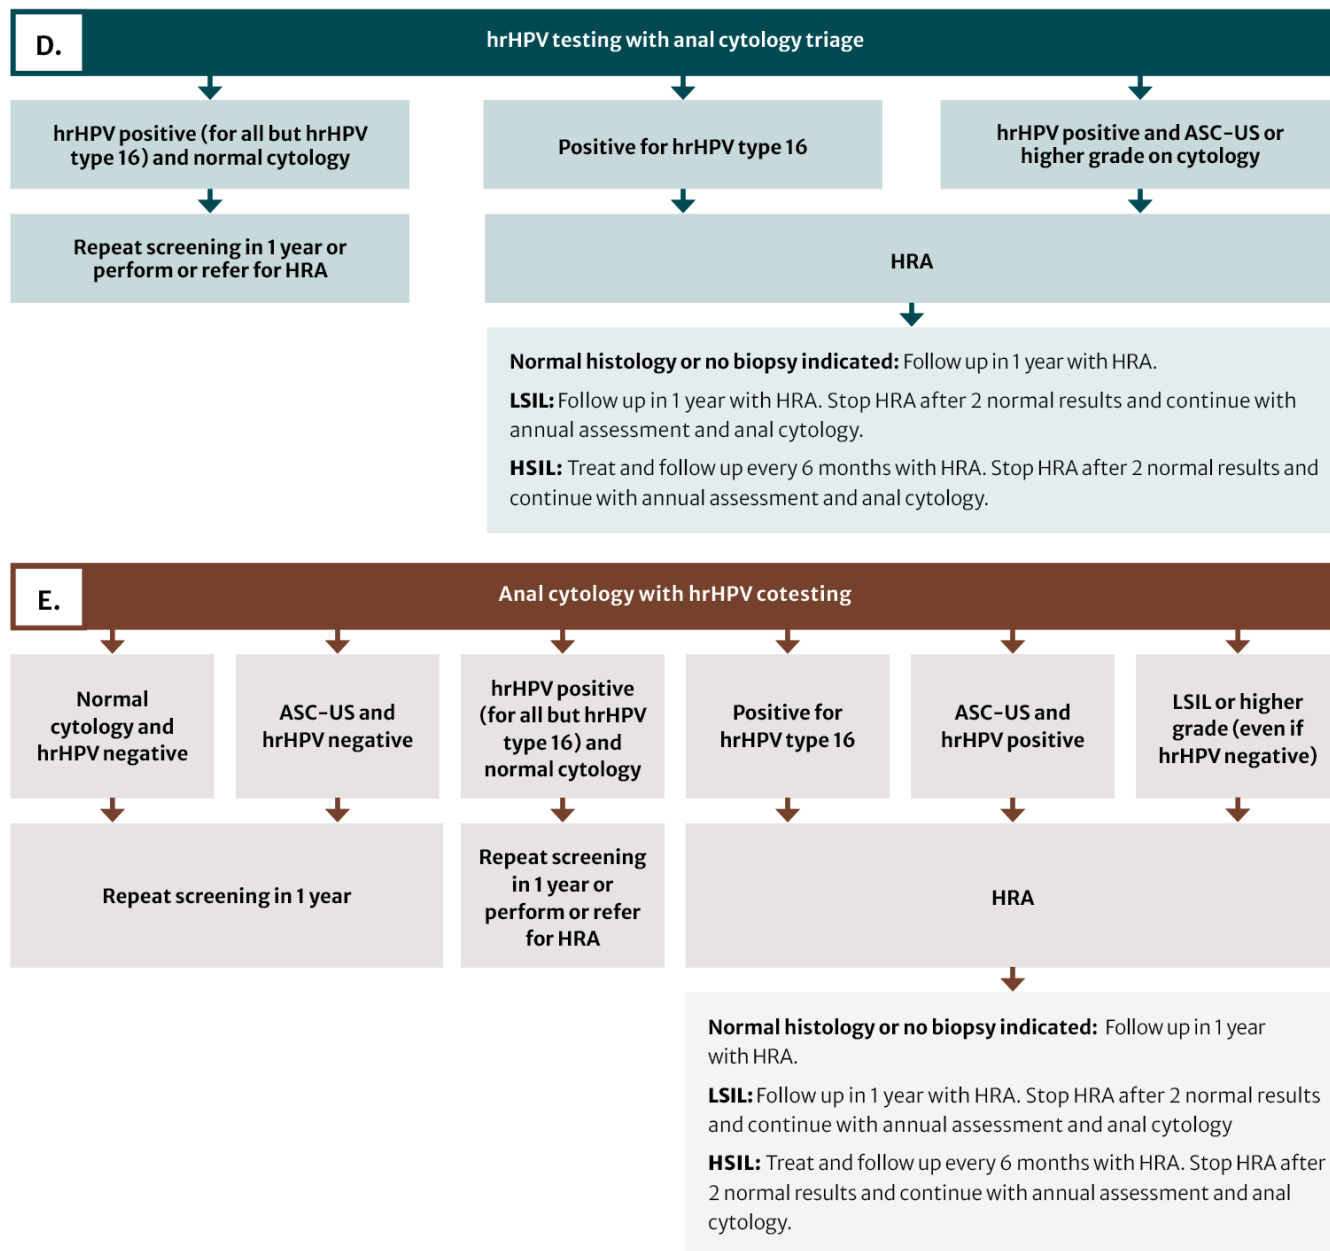 D.
hrHPV testing with anal cytology triage
hrHPV positive (for all but hrHPV
type 16) and normal cytology
Positive for hrHPV type 16
hrHPV positive and ASC-US or
higher grade on cytology
Repeat screening in 1 year or
perform or refer for HRA
HRA
Normal histology or no biopsy indicated: Follow up in 1 year with HRA.
LSIL: Follow up in 1 year with HRA. Stop HRA after 2 normal results and continue with
annual assessment and anal cytology.
HSIL: Treat and follow up every 6 months with HRA. Stop HRA after 2 normal results and
continue with annual assessment and anal cytology.
E.
Anal cytology with hrHPV cotesting
Normal
cytology and
hrHPV negative
ASC-US and
hrHPV negative
hrHPV positive
(for all but hrHPV
type 16) and
normal cytology
Positive for
hrHPV type 16
ASC-US and
hrHPV positive
LSIL or higher
grade (even if
hrHPV negative)
Repeat screening in 1 year
Repeat screening
in 1 year or
perform or refer
for HRA
HRA
Normal histology or no biopsy indicated: Follow up in 1 year
with HRA.
LSIL: Follow up in 1 year with HRA. Stop HRA after 2 normal results
and continue with annual assessment and anal cytology
HSIL: Treat and follow up every 6 months with HRA. Stop HRA after
2 normal results and continue with annual assessment and anal
cytology.